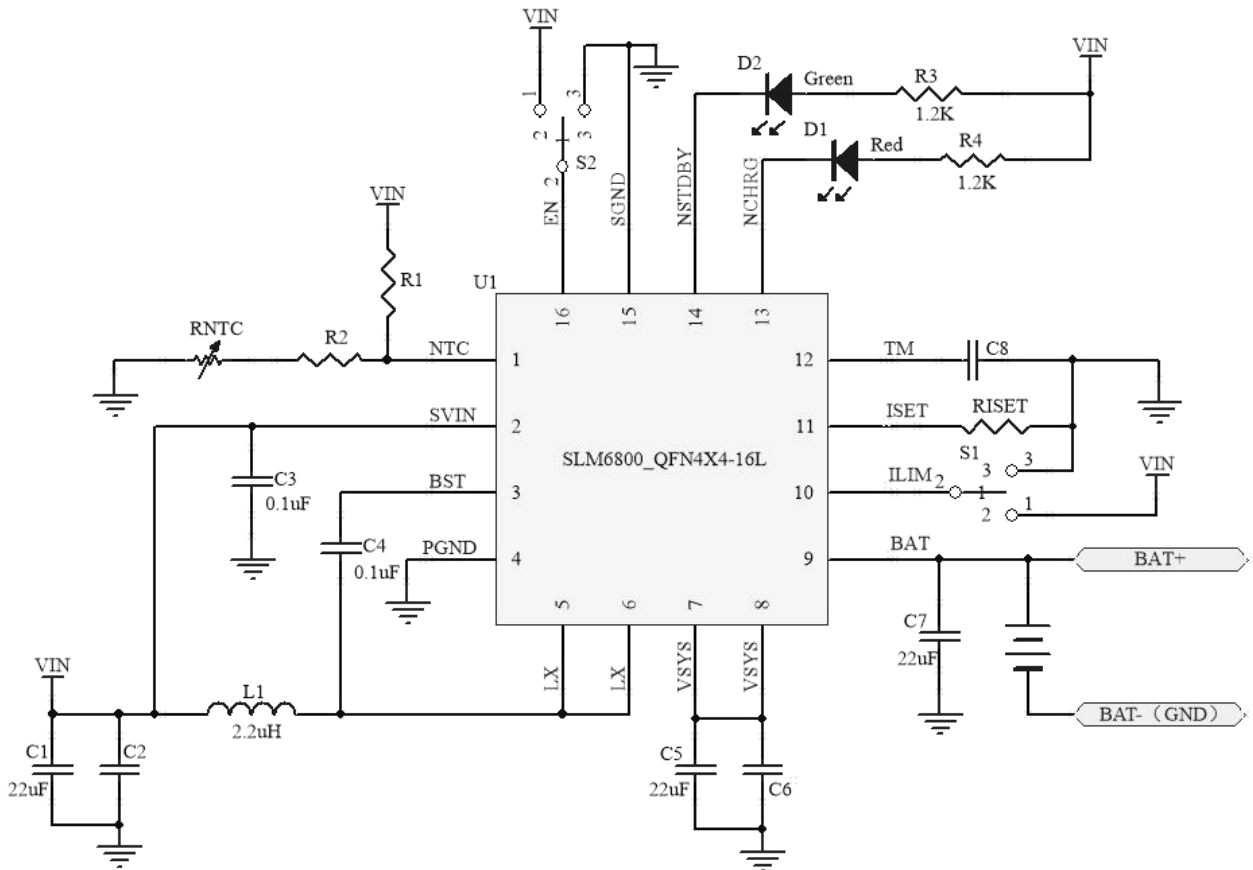 VIN
VIN
D2
Green
R3
1.2K
D1
Red
R4
1.2K
1
3
2
1
3
S2
2
EN
SGND
NSTDBY
NCHRG
VIN
R1
U1
16
15
14
13
RNTC
R2
NTC
1
12
TM
C8
SVIN
2
11
ISET
RISET
S1
3
3
VIN
C3
0.1uF
BST
3
SLM6800_QFN4X4-16L
10
ILIM
2
1
2
1
C4
0.1uF
PGND
4
9
BAT
BAT+
5
6
7
8
C7
22uF
VIN
LX
LX
VSYS
VSYS
L1
2.2uH
BAT-（GND）
C1
22uF
C2
C5
22uF
C6